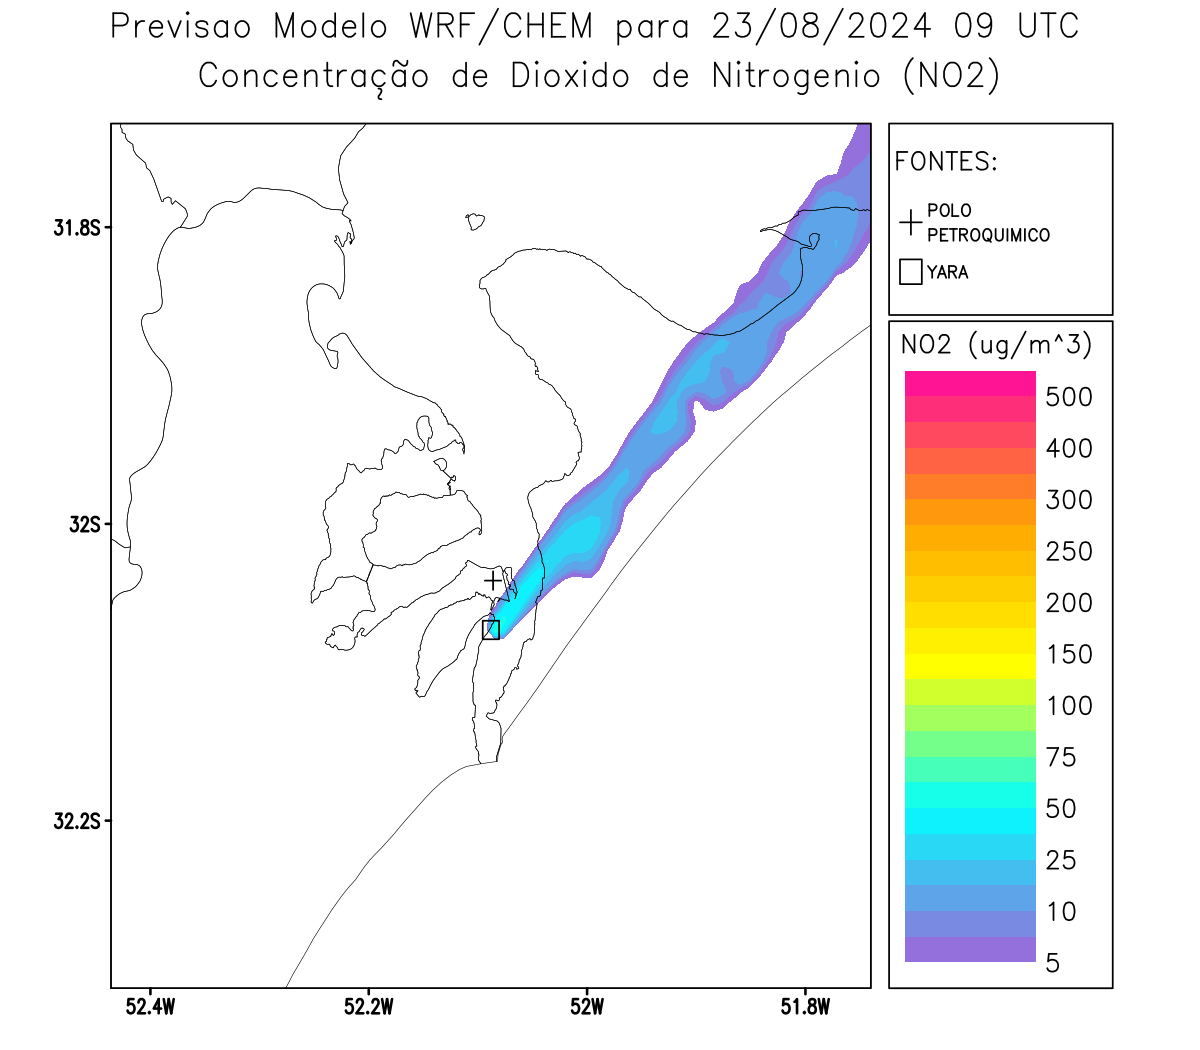 Previsao Modelo WRF/CHEM para 23/08/2024 09 UTC
Concentração de Dioxido de Nitrogenio (NO2)
FONTES:
POLO
PETROQUIMICO
YARA
NO2 (ug/m^3)
500
400
300
250
200
150
100
75
50
25
10
5
31.8S
32S
32.2S
52.4W
52.2W
52W
51.8W